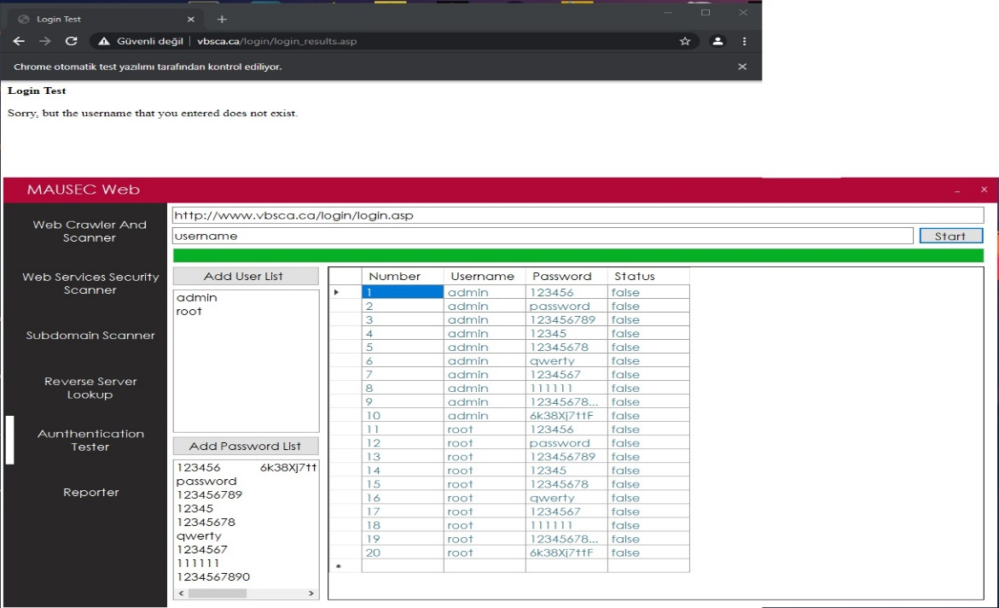 Login Test
Güvenli değil | vbsca.ca/login/login_results.asp
Chrome otomatik test yazılımı tarafından kontrol ediliyor.
Login Test
Sorry, but the username that you entered does not exist.
MAUSEC Web
Web Crawler And
Scanner
Web Services Security
Scanner
Subdomain Scanner
Reverse Server
Lookup
Aunthentication
Tester
Reporter
http://www.vbsca.ca/login/login.asp
username
Start
Add User List
admin
root
Add Password List
123456 6k38Xj7tt
password
123456789
12345
12345678
qwerty
1234567
111111
1234567890
Number Username Password Status
1 admin 123456 false
2 admin password false
3 admin 123456789 false
4 admin 12345 false
5 admin 12345678 false
6 admin qwerty false
7 admin 1234567 false
8 admin 111111 false
9 admin 12345678... false
10 admin 6k38Xj7ttF false
11 root 123456 false
12 root password false
13 root 123456789 false
14 root 12345 false
15 root 12345678 false
16 root qwerty false
17 root 1234567 false
18 root 111111 false
19 root 12345678... false
20 root 6k38Xj7ttF false